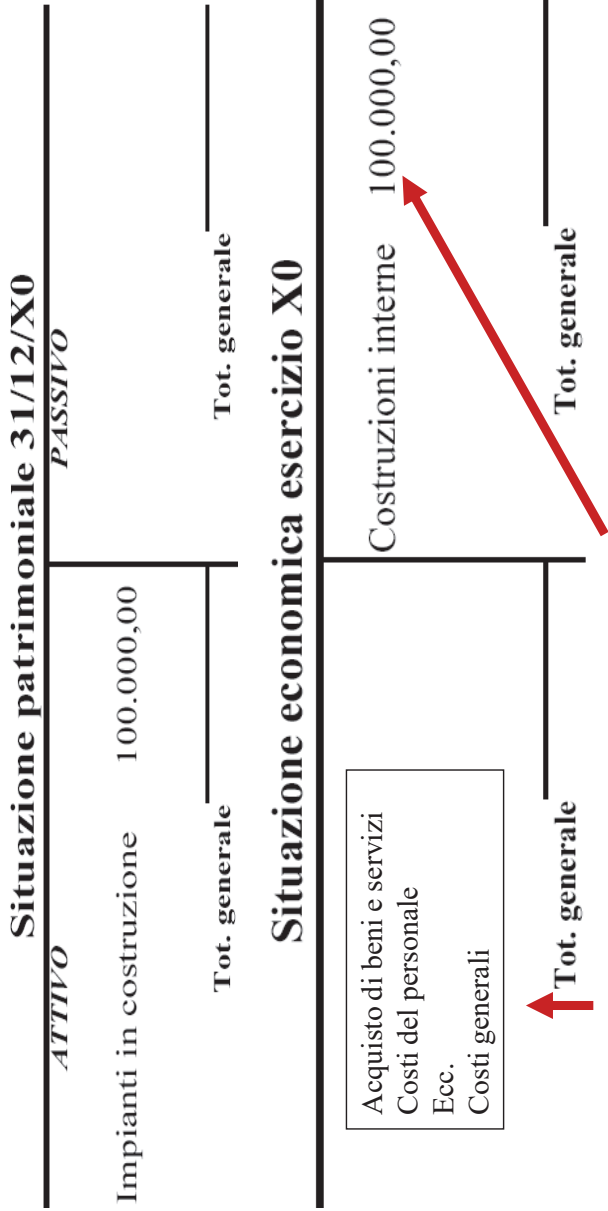 Situazione patrimoniale 31/12/X0
ATTIVO PASSIVO
Impianti in costruzione 100.000,00
Tot. generale Tot. generale
Situazione economica esercizio X0
Costruzioni interne 100.000,00
Acquisto di beni e servizi
Costi del personale
Ecc.
Costi generali
Tot. generale Tot. generale